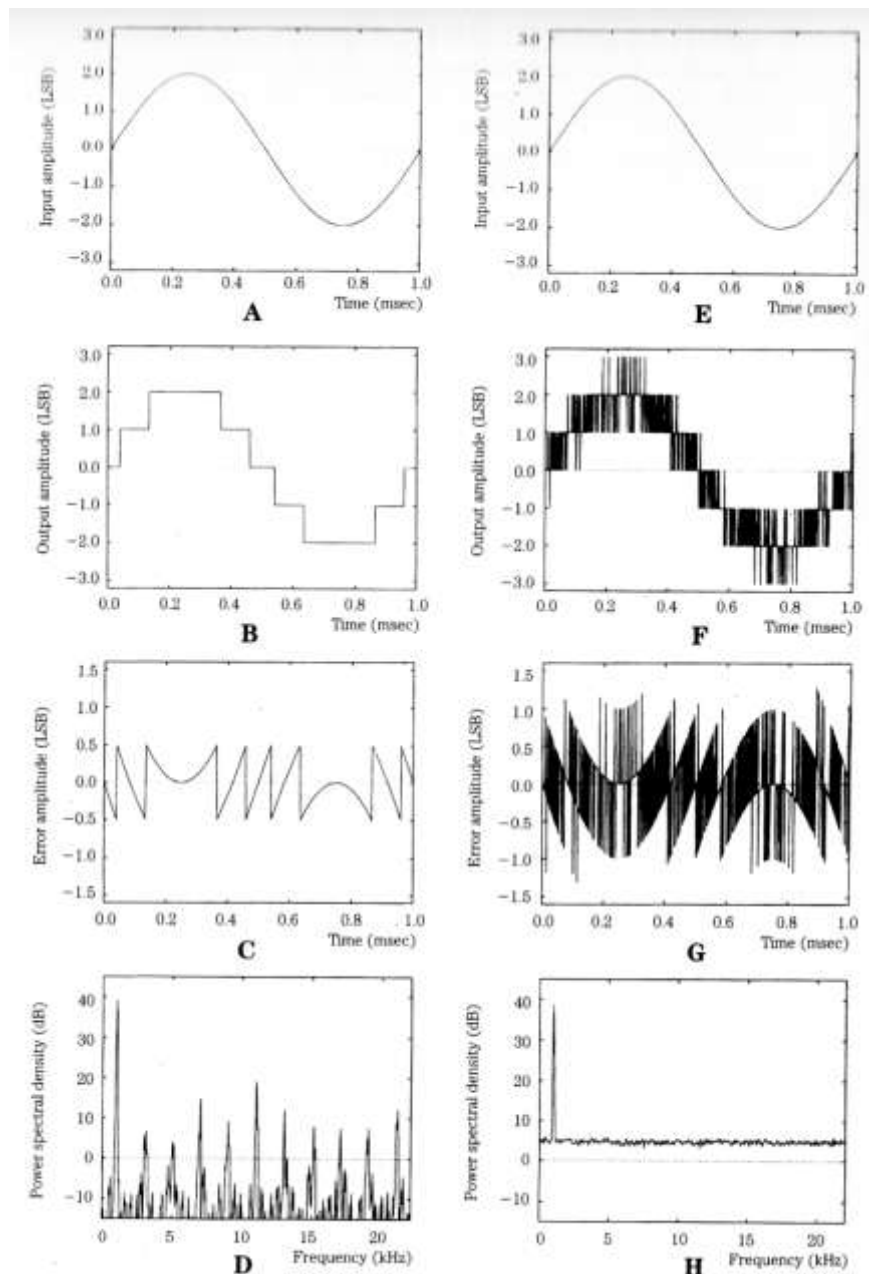 3.0
2.0
1.0
0.0
−1.0
−2.0
−3.0
Input amplitude (LSB)
0.0 0.2 0.4 0.6 0.8 1.0
Time (msec)
A
3.0
2.0
1.0
0.0
−1.0
−2.0
−3.0
Input amplitude (LSB)
0.0 0.2 0.4 0.6 0.8 1.0
Time (msec)
E
3.0
2.0
1.0
0.0
−1.0
−2.0
−3.0
Output amplitude (LSB)
0.0 0.2 0.4 0.6 0.8 1.0
Time (msec)
B
3.0
2.0
1.0
0.0
−1.0
−2.0
−3.0
Output amplitude (LSB)
0.0 0.2 0.4 0.6 0.8 1.0
Time (msec)
F
1.5
1.0
0.5
0.0
−0.5
−1.0
−1.5
Error amplitude (LSB)
0.0 0.2 0.4 0.6 0.8 1.0
Time (msec)
C
1.5
1.0
0.5
0.0
−0.5
−1.0
−1.5
Error amplitude (LSB)
0.0 0.2 0.4 0.6 0.8 1.0
Time (msec)
G
40
30
20
10
0
−10
Power spectral density (dB)
0 5 10 15 20
Frequency (kHz)
D
40
30
20
10
0
−10
Power spectral density (dB)
0 5 10 15 20
Frequency (kHz)
H